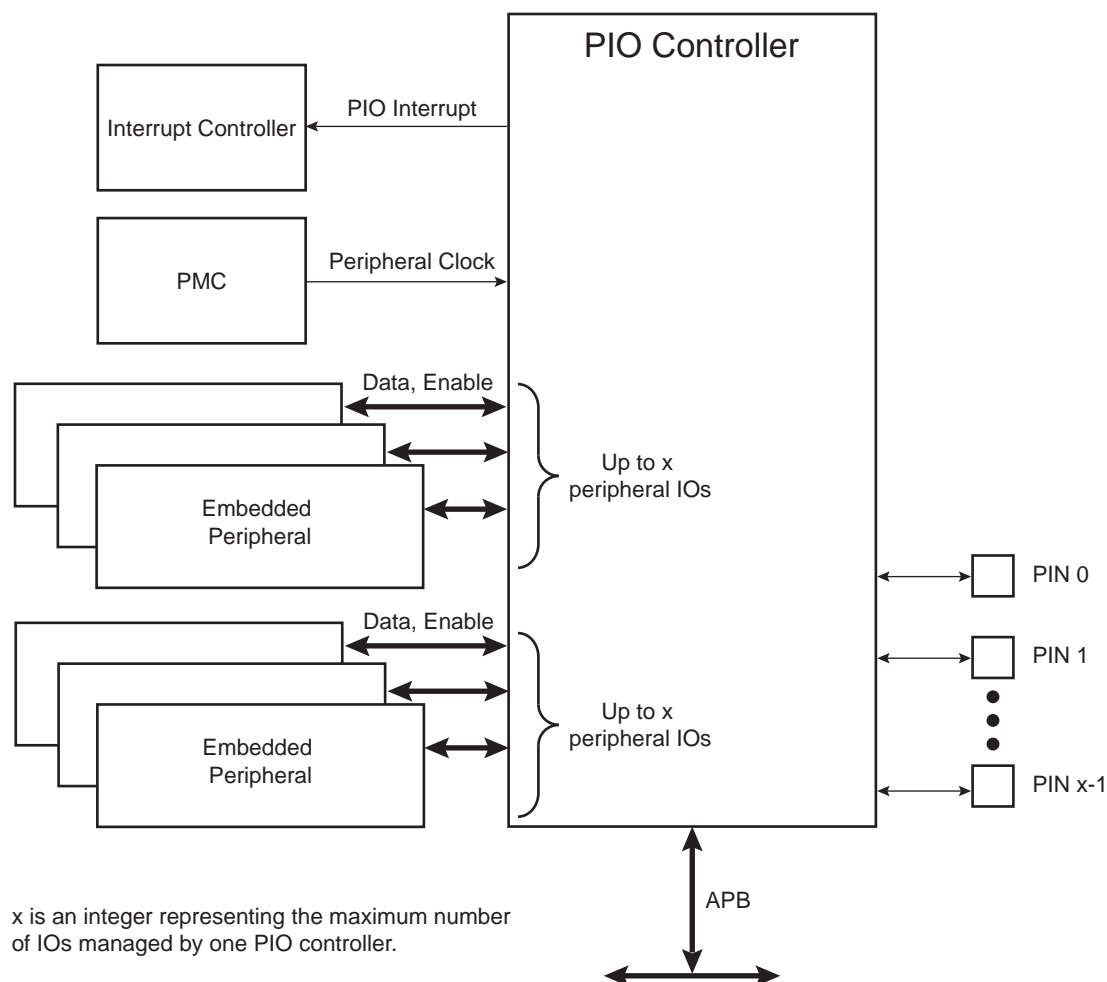 PIO Controller
PIO Interrupt
Interrupt Controller
Peripheral Clock
PMC
Data, Enable
Up to x
peripheral IOs
Embedded
Peripheral
PIN 0
Data, Enable
PIN 1
Up to x
peripheral IOs
Embedded
Peripheral
PIN x-1
APB
x is an integer representing the maximum number
of IOs managed by one PIO controller.